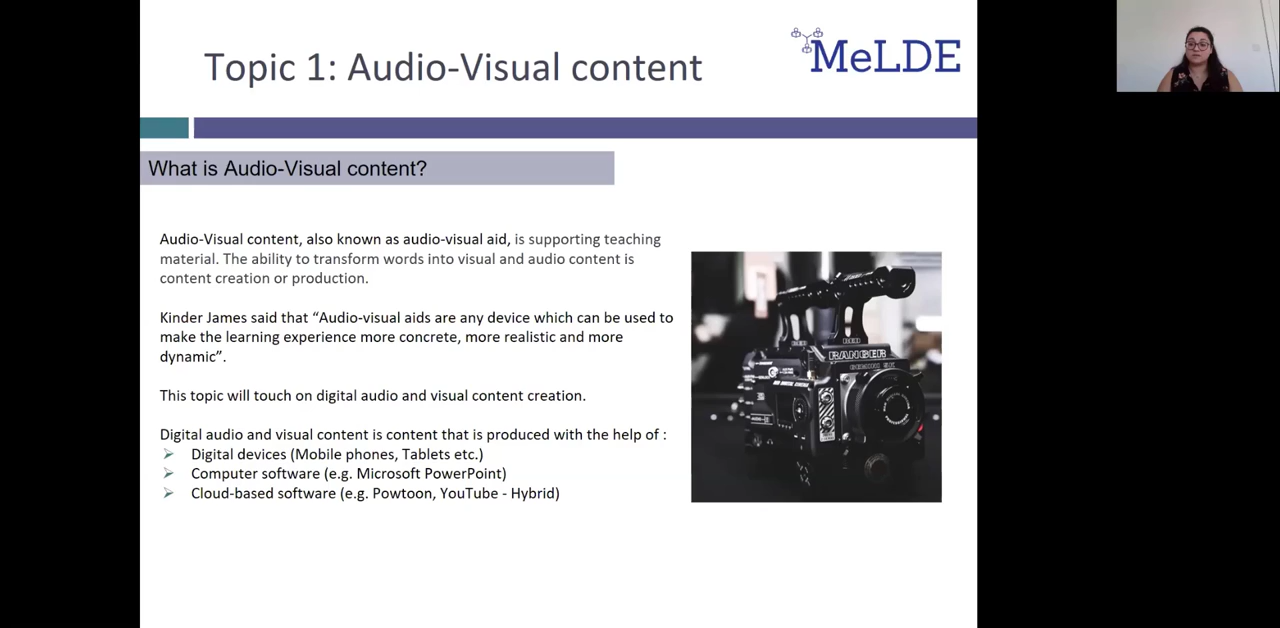 Topic 1: Audio-Visual content
MeLDE
What is Audio-Visual content?
Audio-Visual content, also known as audio-visual aid, is supporting teaching
material. The ability to transform words into visual and audio content is
content creation or production.
Kinder James said that “Audio-visual aids are any device which can be used to
make the learning experience more concrete, more realistic and more
dynamic”.
This topic will touch on digital audio and visual content creation.
Digital audio and visual content is content that is produced with the help of :
Digital devices (Mobile phones, Tablets etc.)
Computer software (e.g. Microsoft PowerPoint)
Cloud-based software (e.g. Powtoon, YouTube - Hybrid)
RED
RANGER